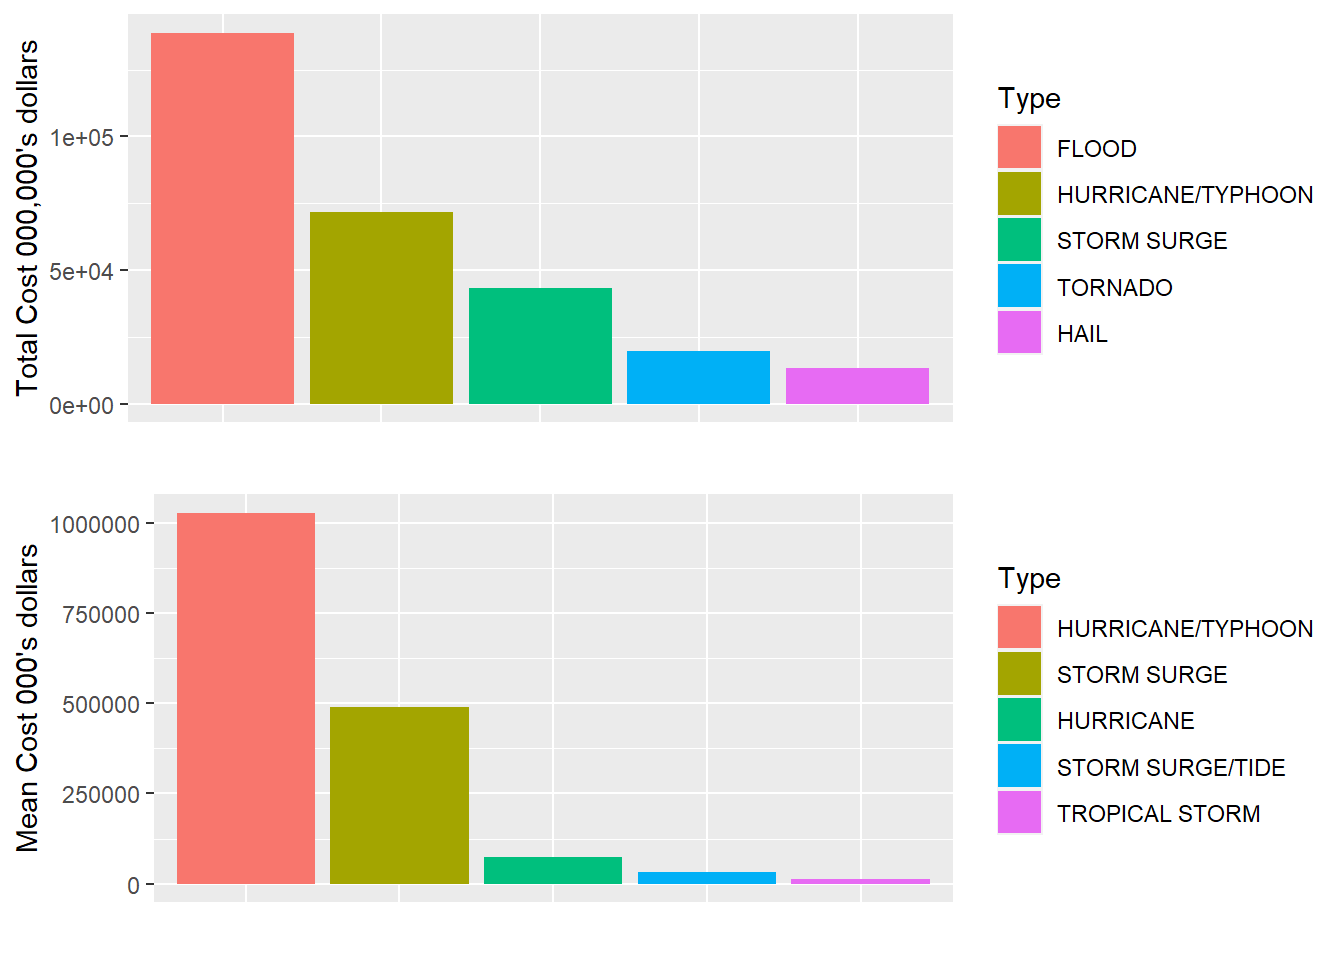 Total Cost 000,000's dollars
1e+05
5e+04
0e+00
Type
FLOOD
HURRICANE/TYPHOON
STORM SURGE
TORNADO
HAIL
Mean Cost 000's dollars
1000000
750000
500000
250000
0
Type
HURRICANE/TYPHOON
STORM SURGE
HURRICANE
STORM SURGE/TIDE
TROPICAL STORM